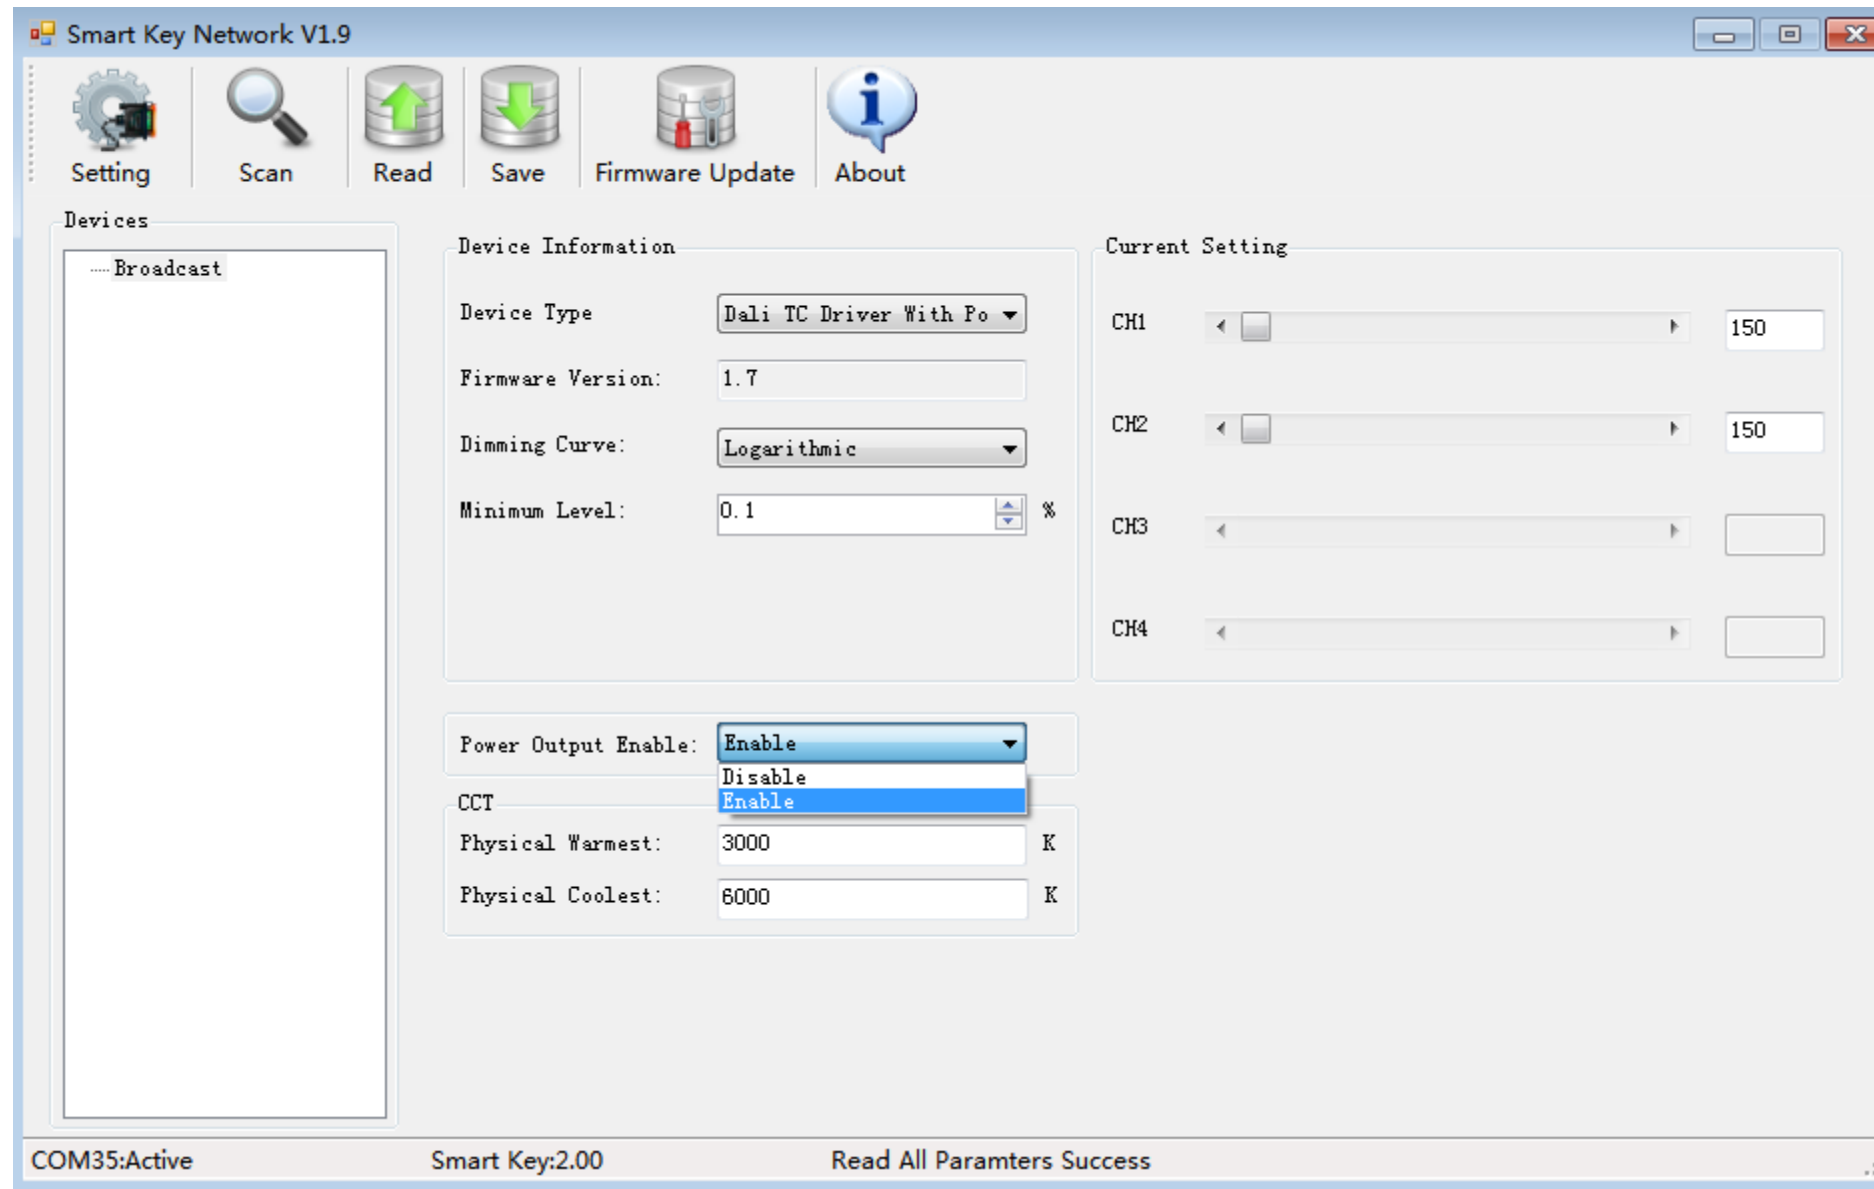 Smart Key Network V1.9
Setting Scan Read Save Firmware Update About
Devices
Broadcast
Device Information
Device Type Dali TC Driver With Po
Firmware Version: 1.7
Dimming Curve: Logarithmic
Minimum Level: 0.1 %
Current Setting
CH1 150
CH2 150
CH3
CH4
Power Output Enable: Enable
Disable
Enable
CCT
Physical Warmest: 3000 K
Physical Coolest: 6000 K
COM35:Active Smart Key:2.00 Read All Paramters Success